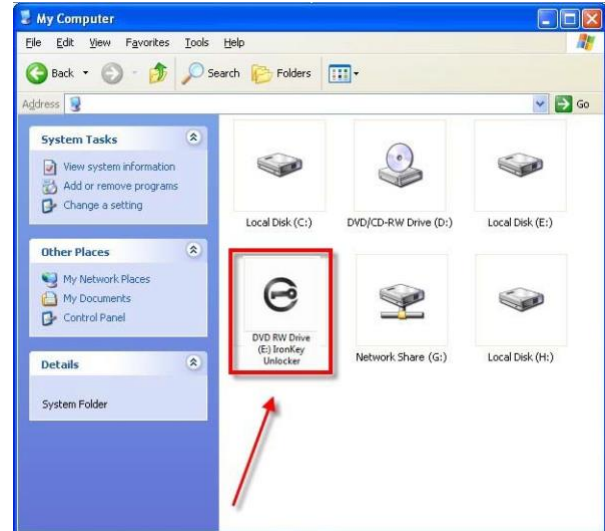 My Computer
File Edit View Favorites Tools Help
Back Search Folders
Address Go
System Tasks
View system information
Add or remove programs
Change a setting
Other Places
My Network Places
My Documents
Control Panel
Details
System Folder
Local Disk (C:) DVD/CD-RW Drive (D:) Local Disk (E:)
DVD RW Drive
(E:) IronKey
Unlocker
Network Share (G:) Local Disk (H:)